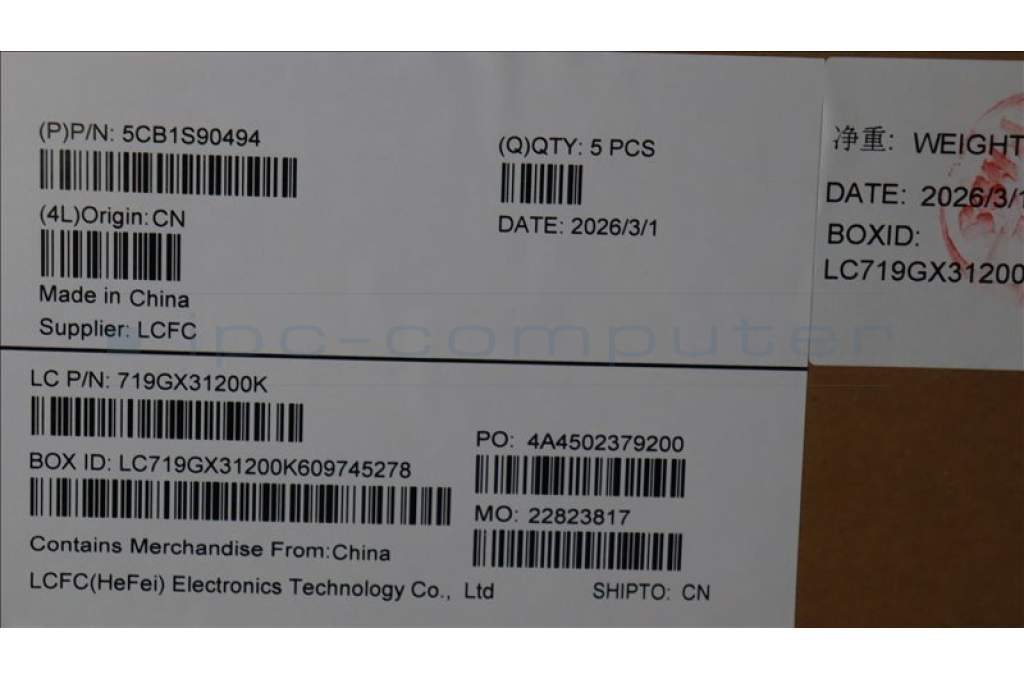 (P)P/N: 5CB1S90494
(4L)Origin:CN
Made in China
Supplier: LCFC
(Q)QTY: 5 PCS
DATE: 2026/3/1
LC P/N: 719GX31200K
BOX ID: LC719GX31200K609745278
Contains Merchandise From:China
LCFC(HeFei) Electronics Technology Co., Ltd
PO: 4A4502379200
MO: 22823817
SHIPTO: CN
净重: WEIGHT
DATE: 2026/3/1
BOXID:
LC719GX31200
ipc-computer